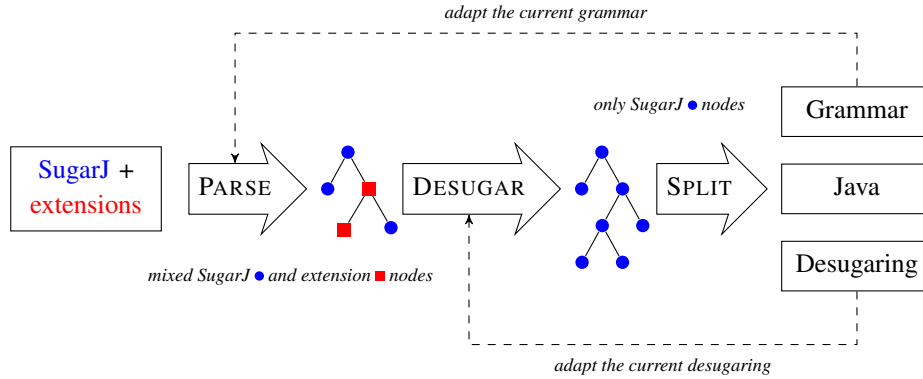 adapt the current grammar
only SugarJ nodes
Grammar
SugarJ +
extensions
PARSE
DESUGAR
SPLIT
Java
mixed SugarJ and extension nodes
Desugaring
adapt the current desugaring